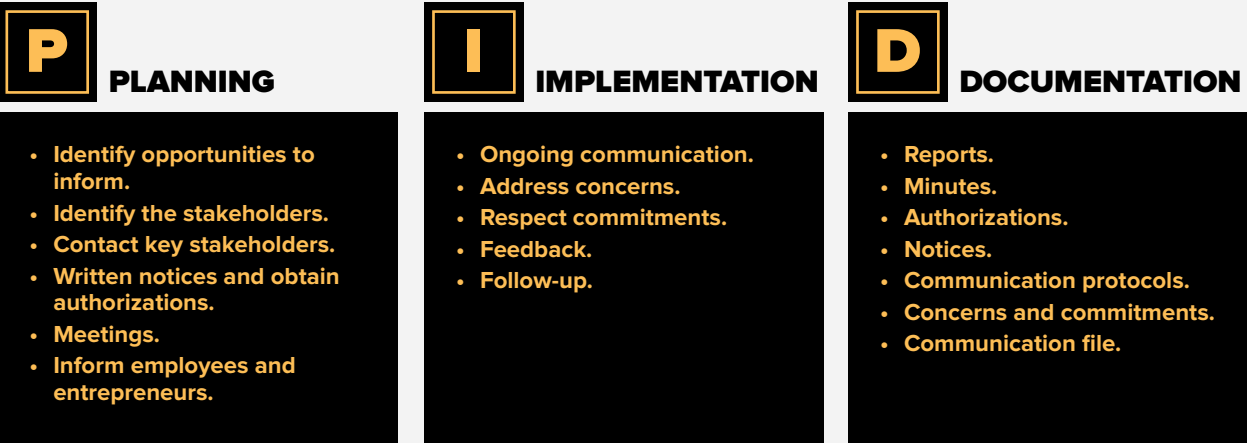 P
PLANNING
• Identify opportunities to
inform.
• Identify the stakeholders.
• Contact key stakeholders.
• Written notices and obtain
authorizations.
• Meetings.
• Inform employees and
entrepreneurs.
I
IMPLEMENTATION
• Ongoing communication.
• Address concerns.
• Respect commitments.
• Feedback.
• Follow-up.
D
DOCUMENTATION
• Reports.
• Minutes.
• Authorizations.
• Notices.
• Communication protocols.
• Concerns and commitments.
• Communication file.